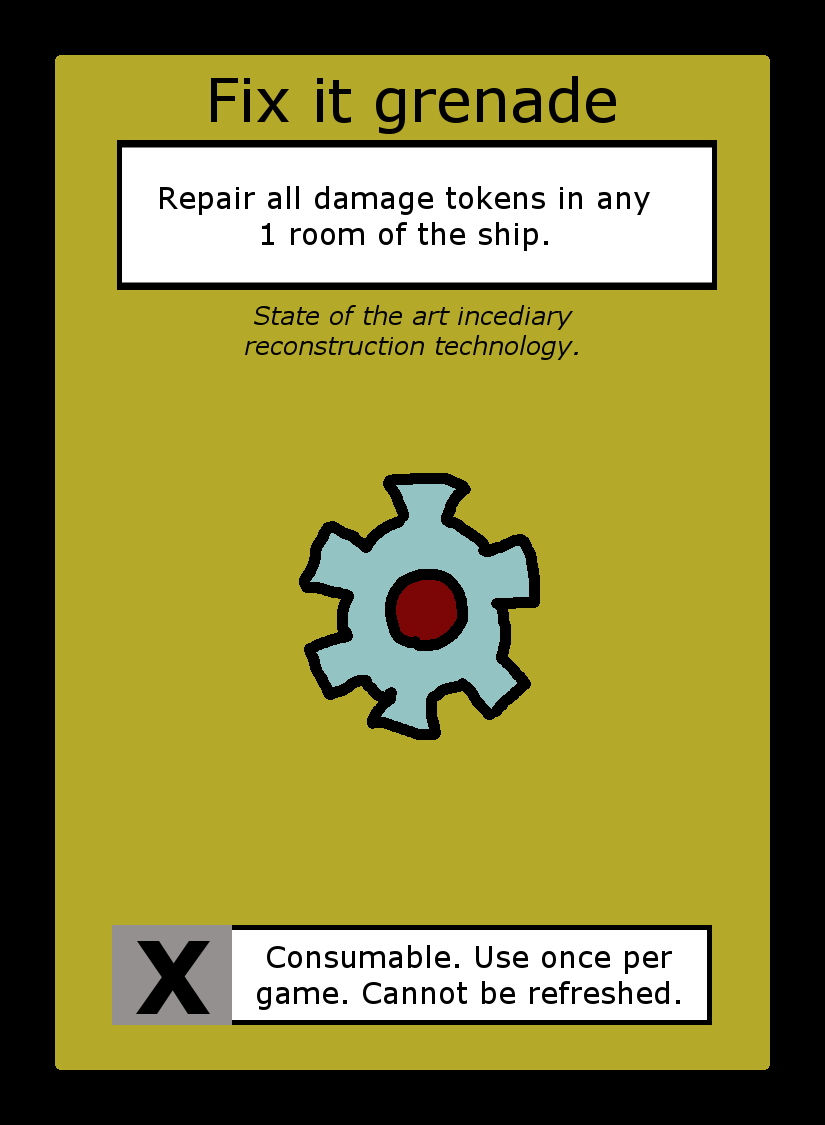 Fix it grenade
Repair all damage tokens in any
1 room of the ship.
State of the art incediary
reconstruction technology.
X
Consumable. Use once per
game. Cannot be refreshed.